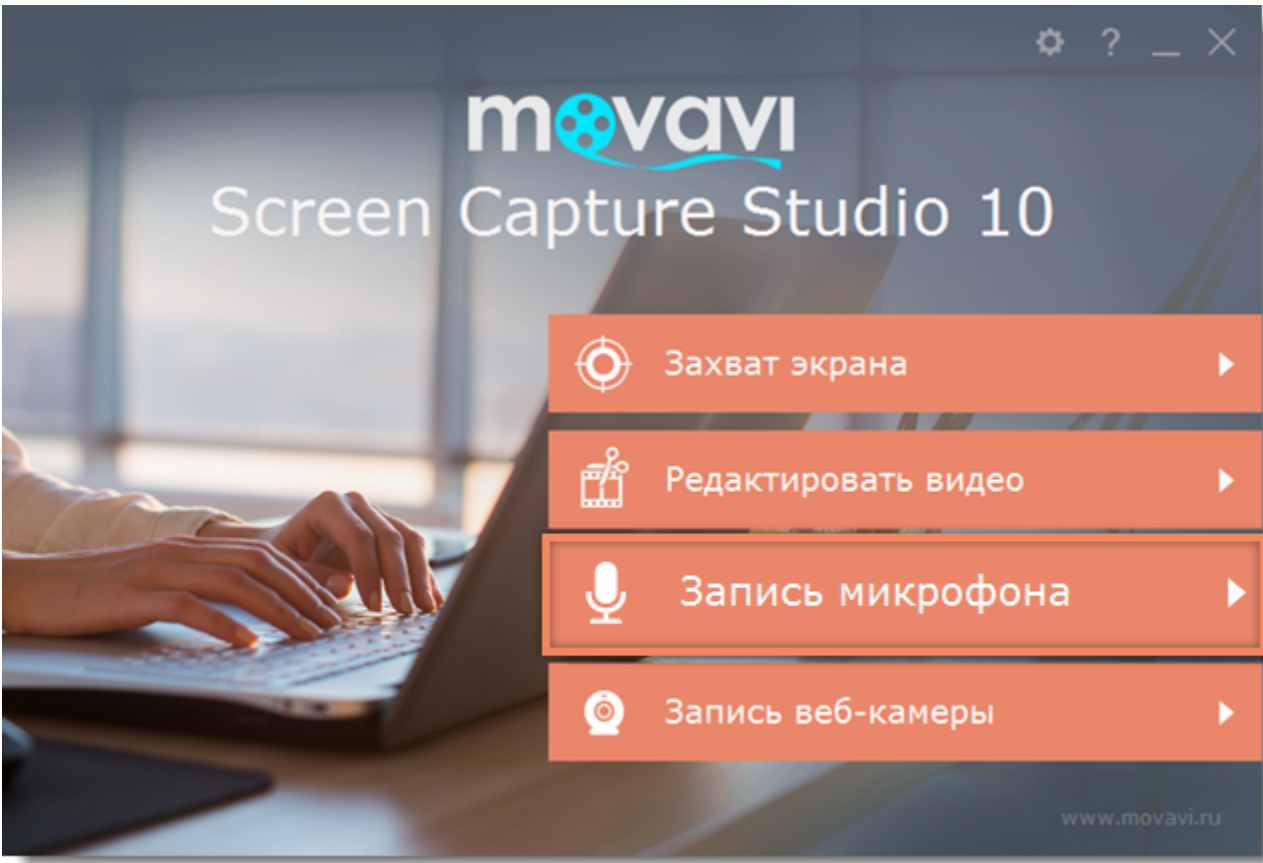 ?
movavi
Screen Capture Studio 10
Захват экрана
Редактировать видео
Запись микрофона
Запись веб-камеры
www.movavi.ru